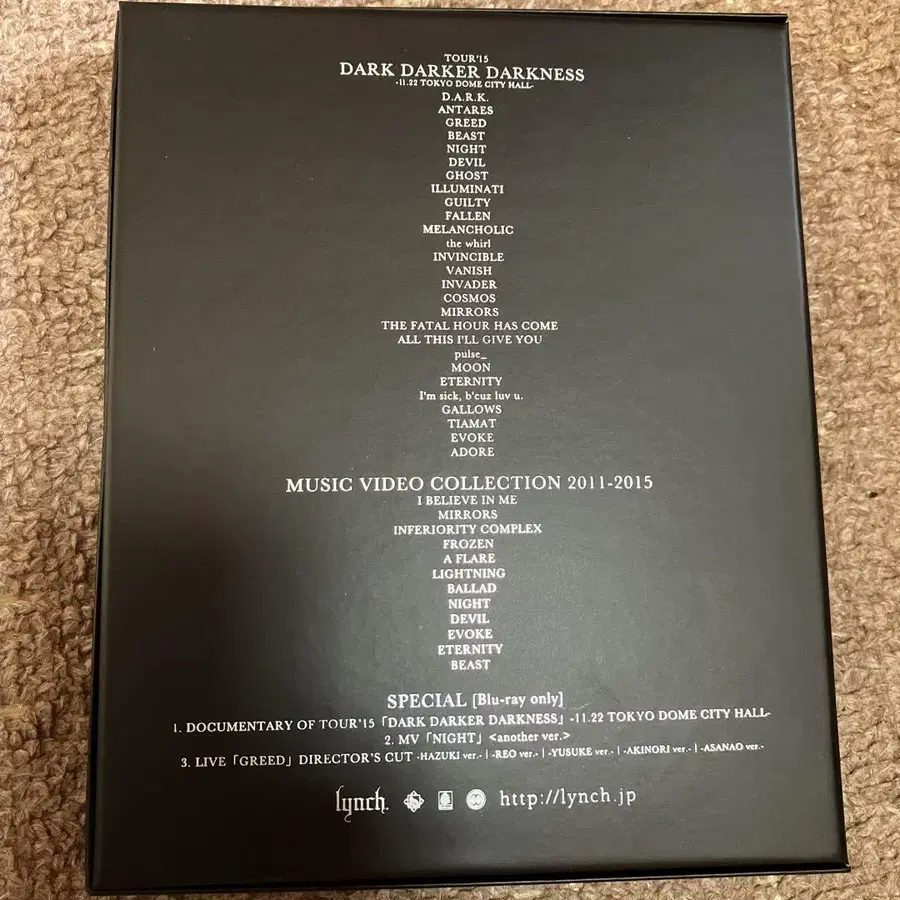 TOUR'15
DARK DARKER DARKNESS
-11.22 TOKYO DOME CITY HALL-
D.A.R.K.
ANTARES
GREED
BEAST
NIGHT
DEVIL
GHOST
ILLUMINATI
GUILTY
FALLEN
MELANCHOLIC
the whirl
INVINCIBLE
VANISH
INVADER
COSMOS
MIRRORS
THE FATAL HOUR HAS COME
ALL THIS I'LL GIVE YOU
pulse_
MOON
ETERNITY
I'm sick, b'cuz luv u.
GALLOWS
TIAMAT
EVOKE
ADORE
MUSIC VIDEO COLLECTION 2011-2015
I BELIEVE IN ME
MIRRORS
INFERIORITY COMPLEX
FROZEN
A FLARE
LIGHTNING
BALLAD
NIGHT
DEVIL
EVOKE
ETERNITY
BEAST
SPECIAL [Blu-ray only]
1. DOCUMENTARY OF TOUR'15「DARK DARKER DARKNESS」-11.22 TOKYO DOME CITY HALL-
2. MV「NIGHT」<another ver.>
3. LIVE「GREED」DIRECTOR'S CUT -HAZUKI ver.- | -REO ver.- | -YUSUKE ver.- | -AKINORI ver.- | -ASANAO ver.-
lynch. http://lynch.jp